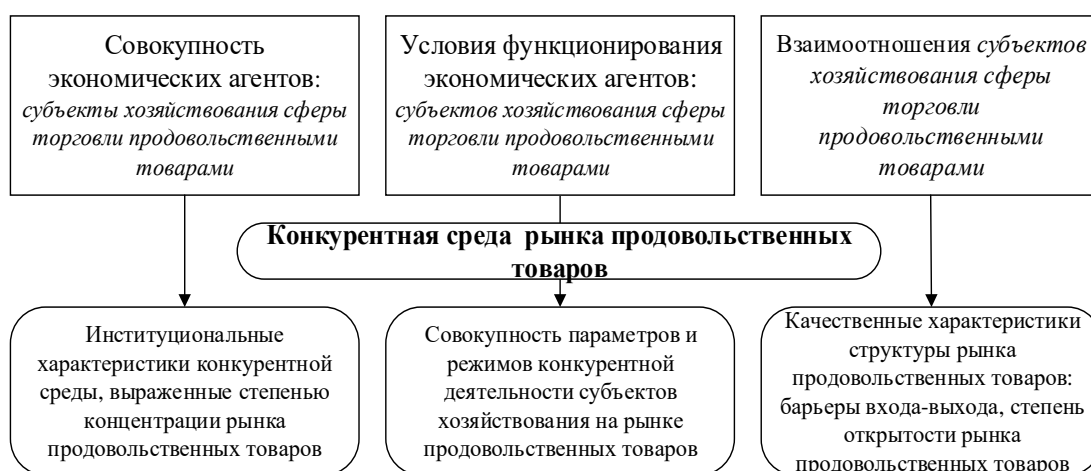 Совокупность
экономических агентов:
субъекты хозяйствования сферы
торговли продовольственными
товарами
Условия функционирования
экономических агентов:
субъектов хозяйствования сферы
торговли продовольственными
товарами
Взаимоотношения субъектов
хозяйствования сферы
торговли
продовольственными
товарами
Конкурентная среда рынка продовольственных
товаров
Институциональные
характеристики конкурентной
среды, выраженные степенью
концентрации рынка
продовольственных товаров
Совокупность параметров и
режимов конкурентной
деятельности субъектов
хозяйствования на рынке
продовольственных товаров
Качественные характеристики
структуры рынка
продовольственных товаров:
барьеры входа-выхода, степень
открытости рынка
продовольственных товаров